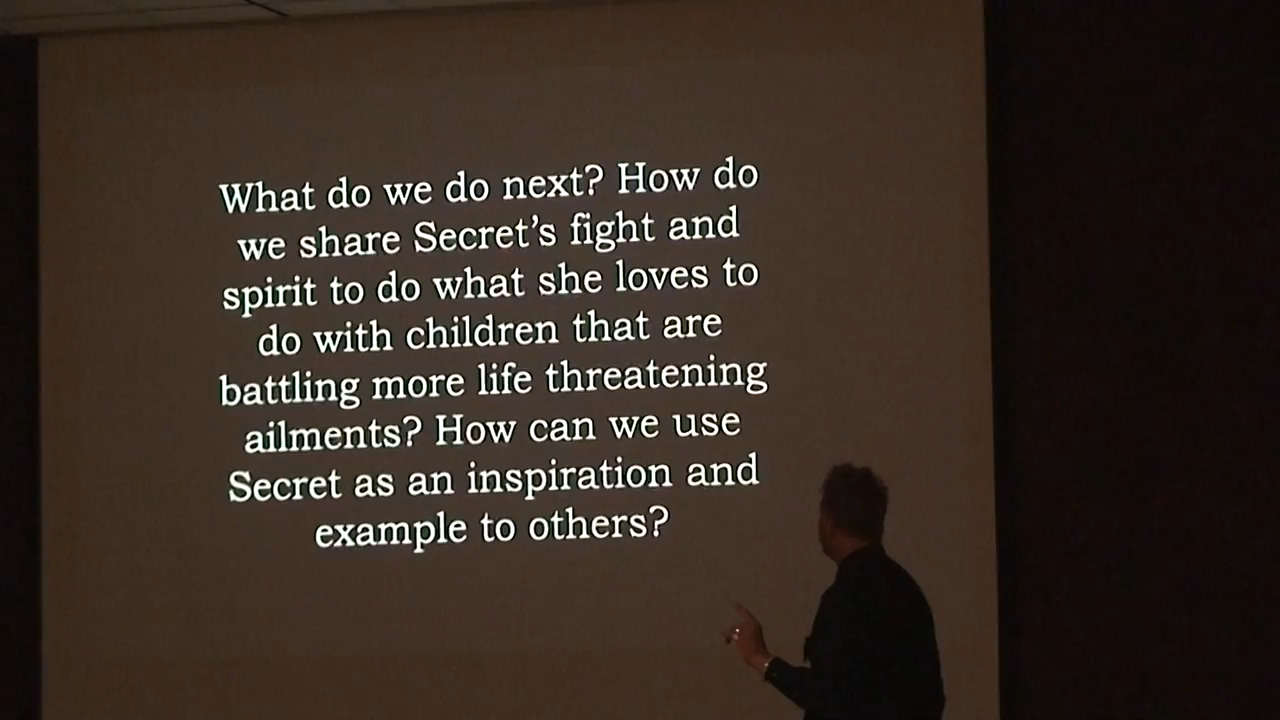 What do we do next? How do
we share Secret’s fight and
spirit to do what she loves to
do with children that are
battling more life threatening
ailments? How can we use
Secret as an inspiration and
example to others?